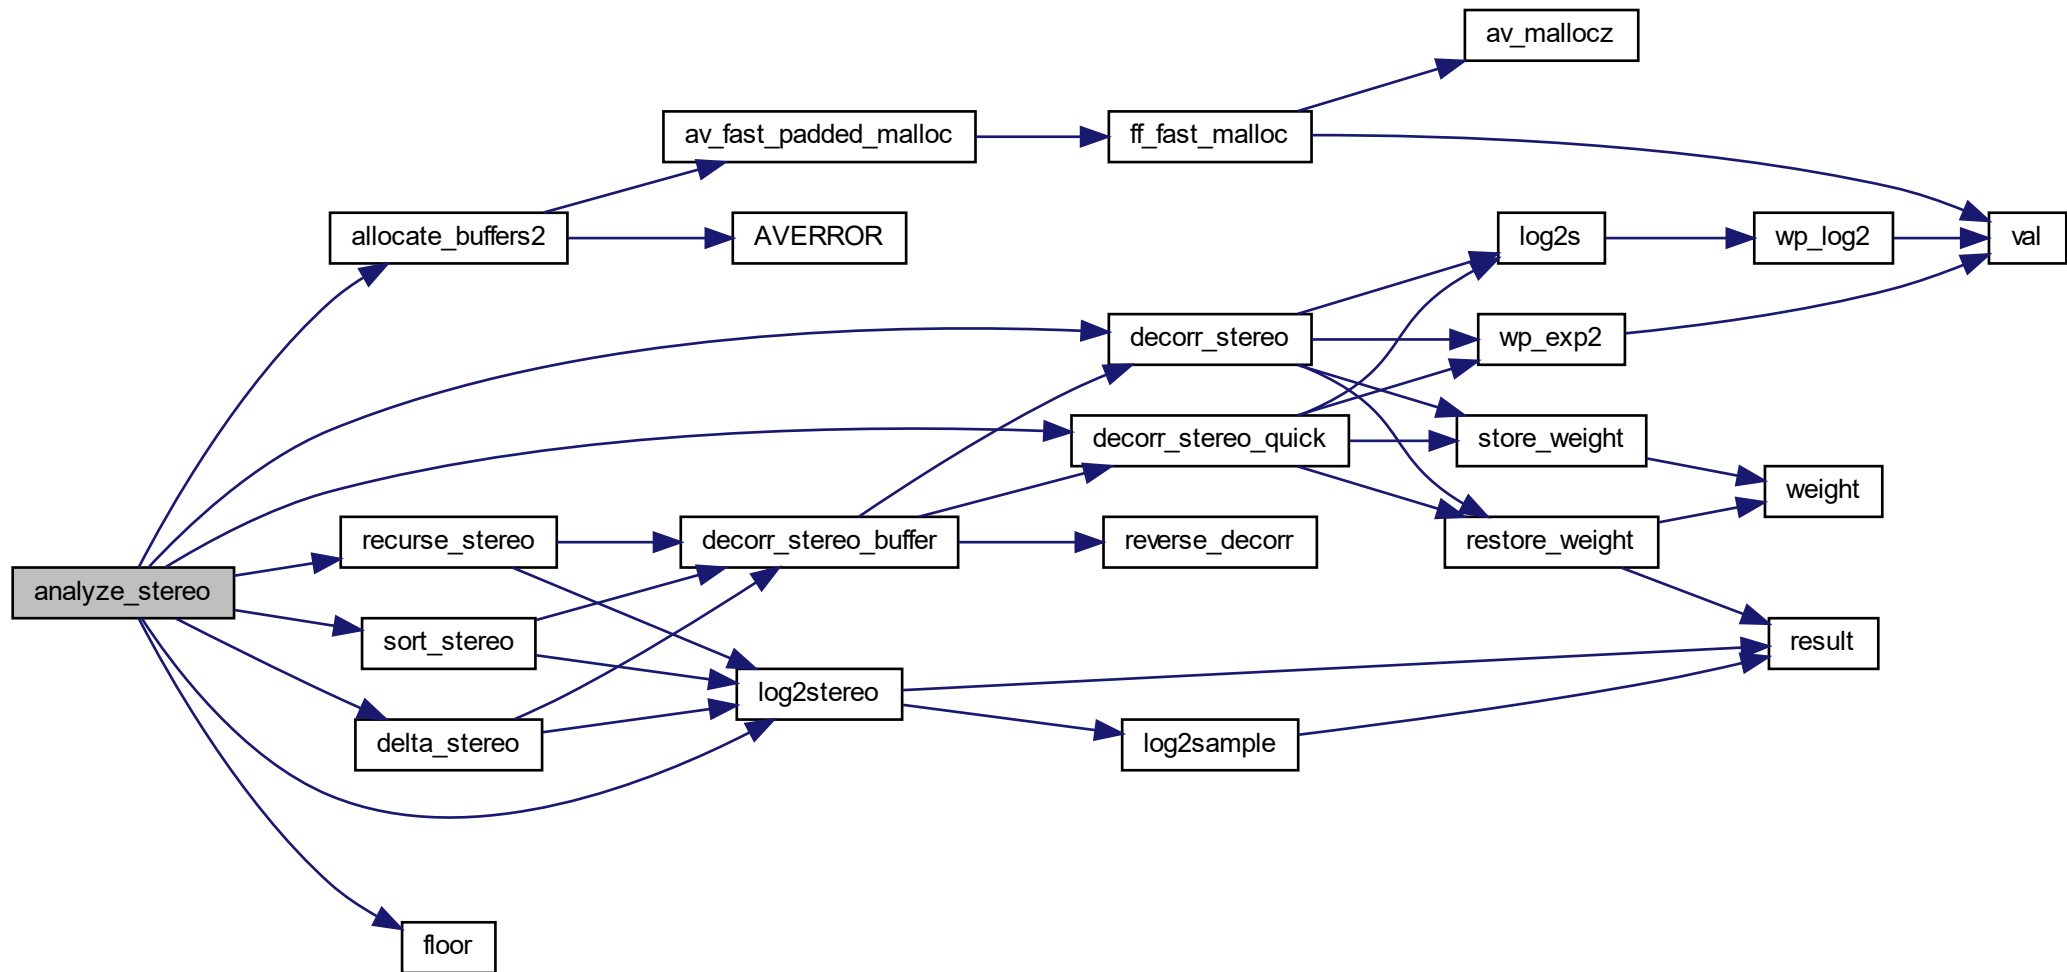 av_mallocz
av_fast_padded_malloc
ff_fast_malloc
allocate_buffers2
AVERROR
log2s
wp_log2
val
decorr_stereo
wp_exp2
decorr_stereo_quick
store_weight
weight
recurse_stereo
decorr_stereo_buffer
reverse_decorr
restore_weight
analyze_stereo
sort_stereo
result
log2stereo
delta_stereo
log2sample
floor